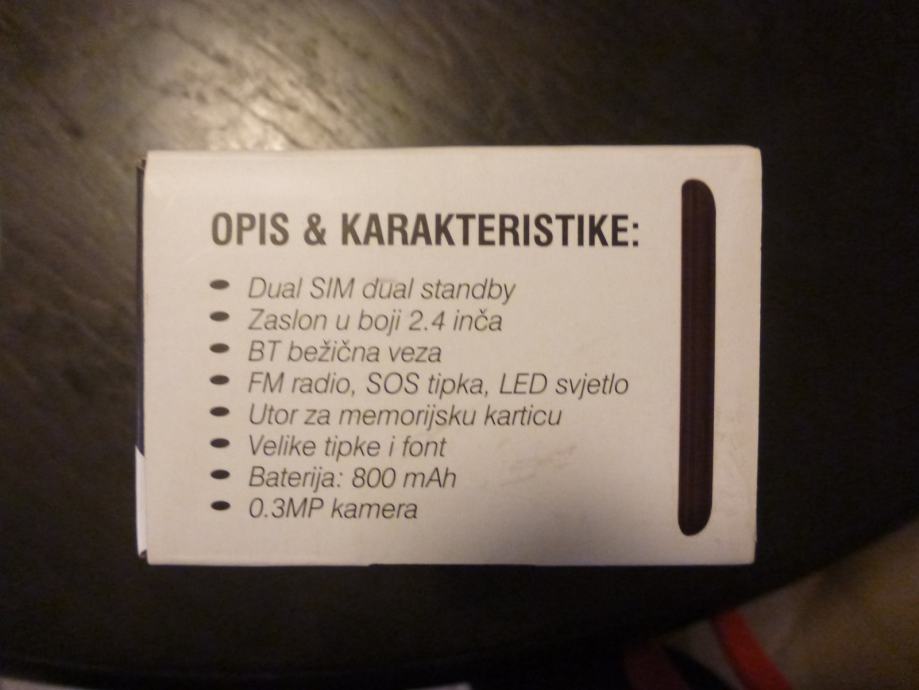 OPIS & KARAKTERISTIKE:
• Dual SIM dual standby
• Zaslon u boji 2.4 inča
• BT bežična veza
• FM radio, SOS tipka, LED svjetlo
• Utor za memorijsku karticu
• Velike tipke i font
• Baterija: 800 mAh
• 0.3MP kamera